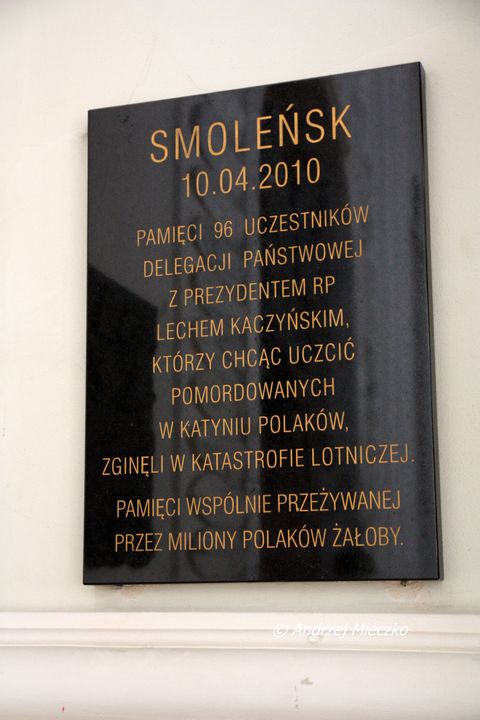 SMOLEŃSK
10.04.2010
PAMIĘCI 96 UCZESTNIKÓW
DELEGACJI PAŃSTWOWEJ
Z PREZYDENTEM RP
LECHEM KACZYŃSKIM,
KTÓRZY CHCĄC UCZCIĆ
POMORDOWANYCH
W KATYNIU POLAKÓW,
ZGINĘLI W KATASTROFIE LOTNICZEJ.
PAMIĘCI WSPÓLNIE PRZEŻYWANEJ
PRZEZ MILIONY POLAKÓW ŻAŁOBY.
© Andrzej Mleczko